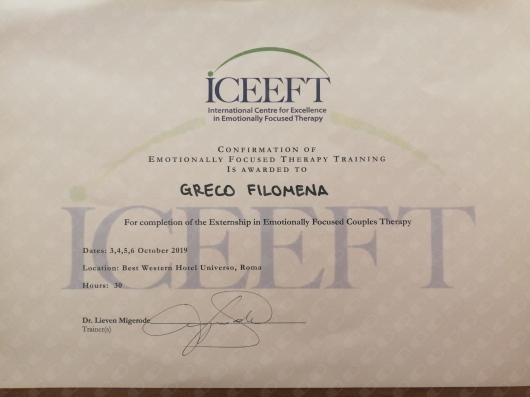 iCEEFT
International Centre for Excellence
in Emotionally Focused Therapy
CONFIRMATION OF
EMOTIONALLY FOCUSED THERAPY TRAINING
IS AWARDED TO
GRECO FILOMENA
For completion of the Externship in Emotionally Focused Couples Therapy
iCEEFT
Dates: 3,4,5,6 October 2019
Location: Best Western Hotel Universo, Roma
Hours: 30
Dr. Lieven Migerode
Trainer(s)